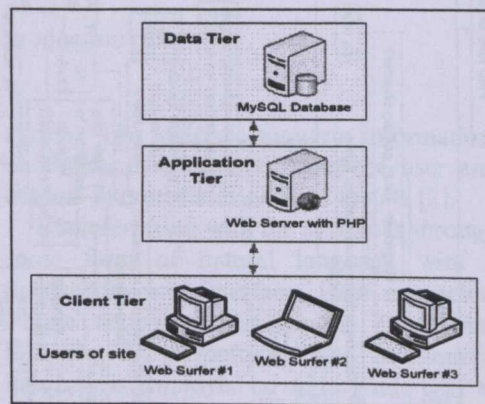 Data Tier
MySQL Database
Application
Tier
Web Server with PHP
Client Tier
Users of site
Web Surfer #1
Web Surfer #2
Web Surfer #3